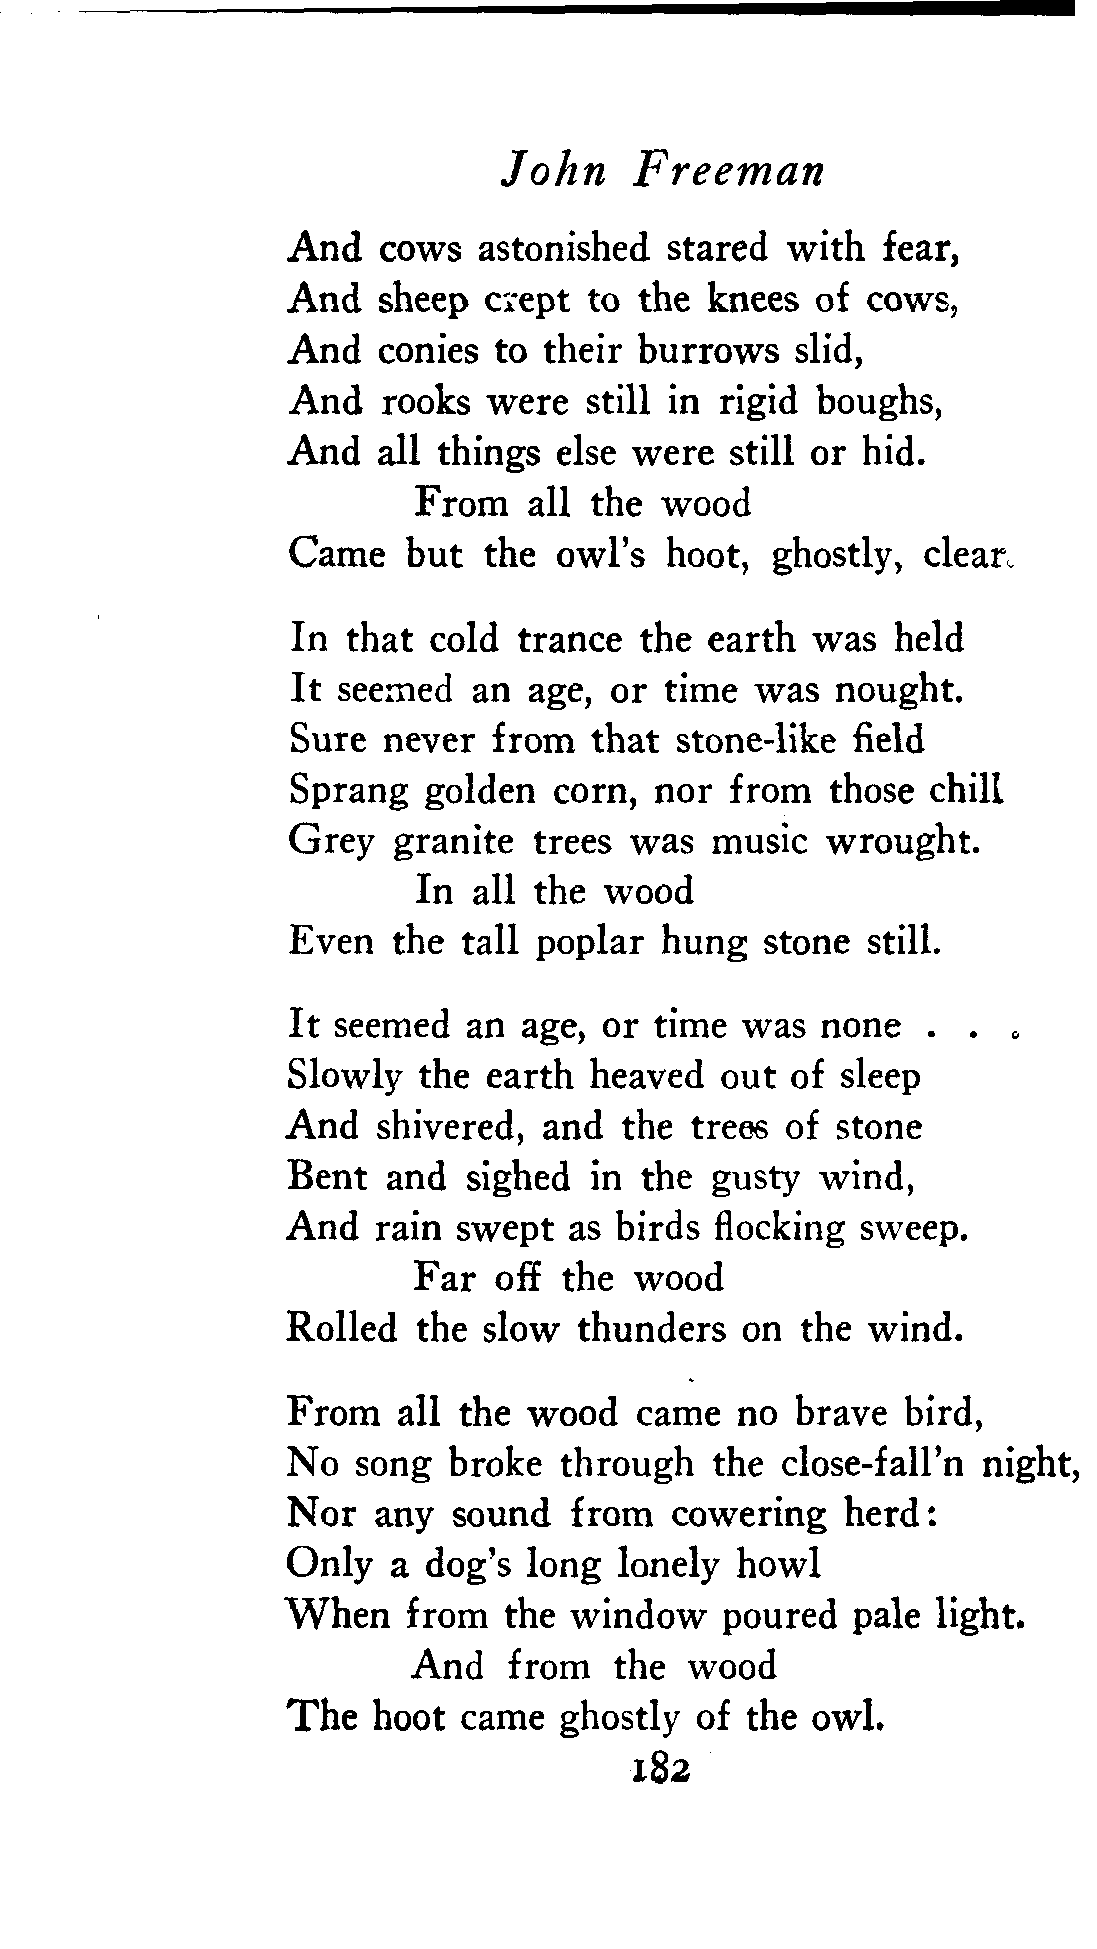 John Freeman
And cows astonished stared with fear,
And sheep crept to the knees of cows,
And conies to their burrows slid,
And rooks were still in rigid boughs,
And all things else were still or hid.
From all the wood
Came but the owl's hoot, ghostly, clear.
In that cold trance the earth was held
It seemed an age, or time was nought.
Sure never from that stone-like field
Sprang golden corn, nor from those chill
Grey granite trees was music wrought.
In all the wood
Even the tall poplar hung stone still.
It seemed an age, or time was none . . .
Slowly the earth heaved out of sleep
And shivered, and the trees of stone
Bent and sighed in the gusty wind,
And rain swept as birds flocking sweep.
Far off the wood
Rolled the slow thunders on the wind.
From all the wood came no brave bird,
No song broke through the close-fall'n night,
Nor any sound from cowering herd:
Only a dog's long lonely howl
When from the window poured pale light.
And from the wood
The hoot came ghostly of the owl.
182